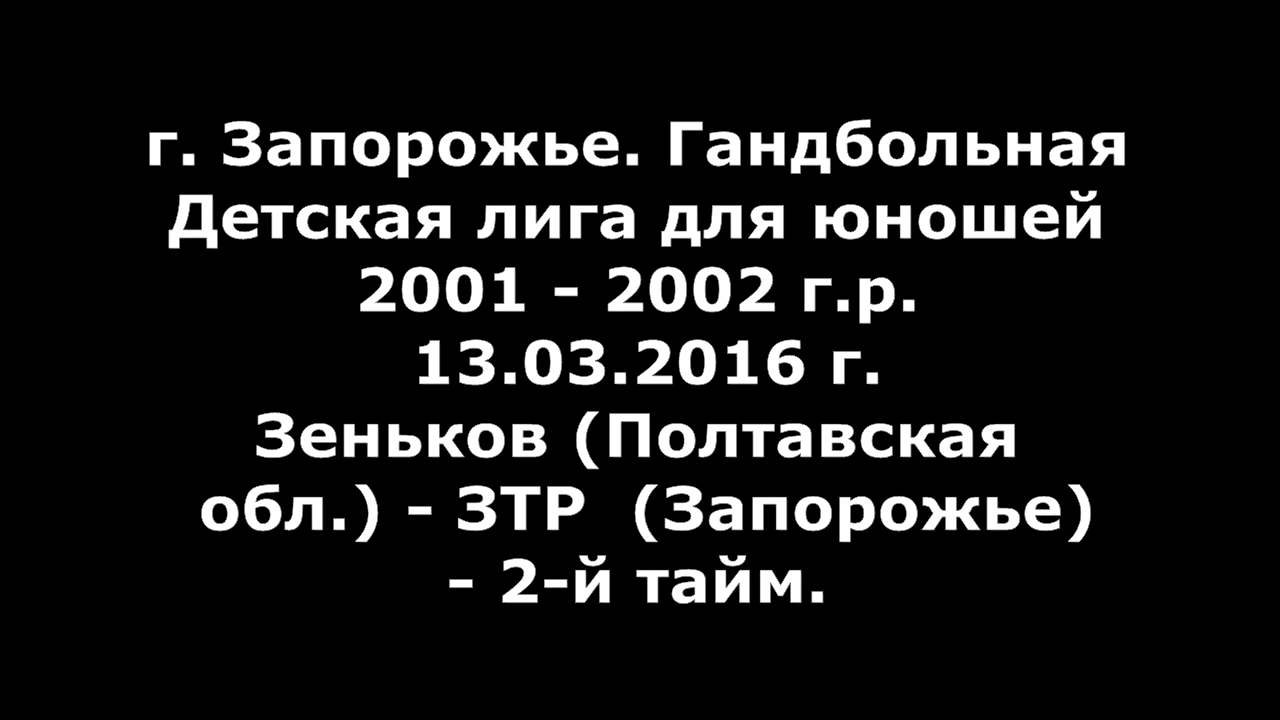 г. Запорожье. Гандбольная
Детская лига для юношей
2001 - 2002 г.р.
13.03.2016 г.
Зеньков (Полтавская
обл.) - ЗТР  (Запорожье)
- 2-й тайм.